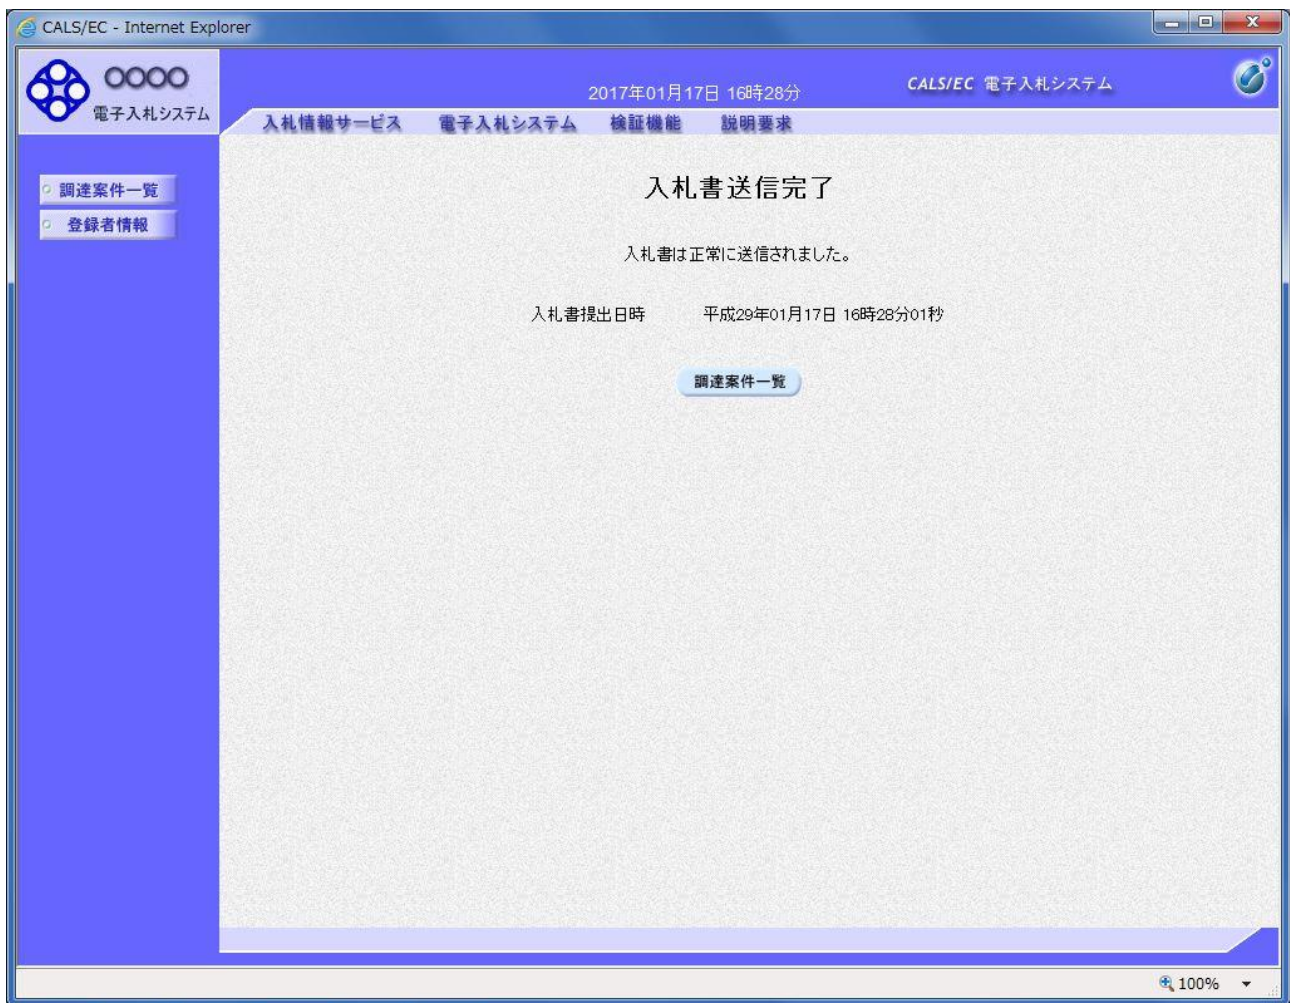 CALS/EC - Internet Explorer
○○○○
電子入札システム
2017年01月17日 16時28分
CALS/EC 電子入札システム
入札情報サービス 電子入札システム 検証機能 説明要求
調達案件一覧
登録者情報
入札書送信完了
入札書は正常に送信されました。
入札書提出日時 平成29年01月17日 16時28分01秒
調達案件一覧
100%